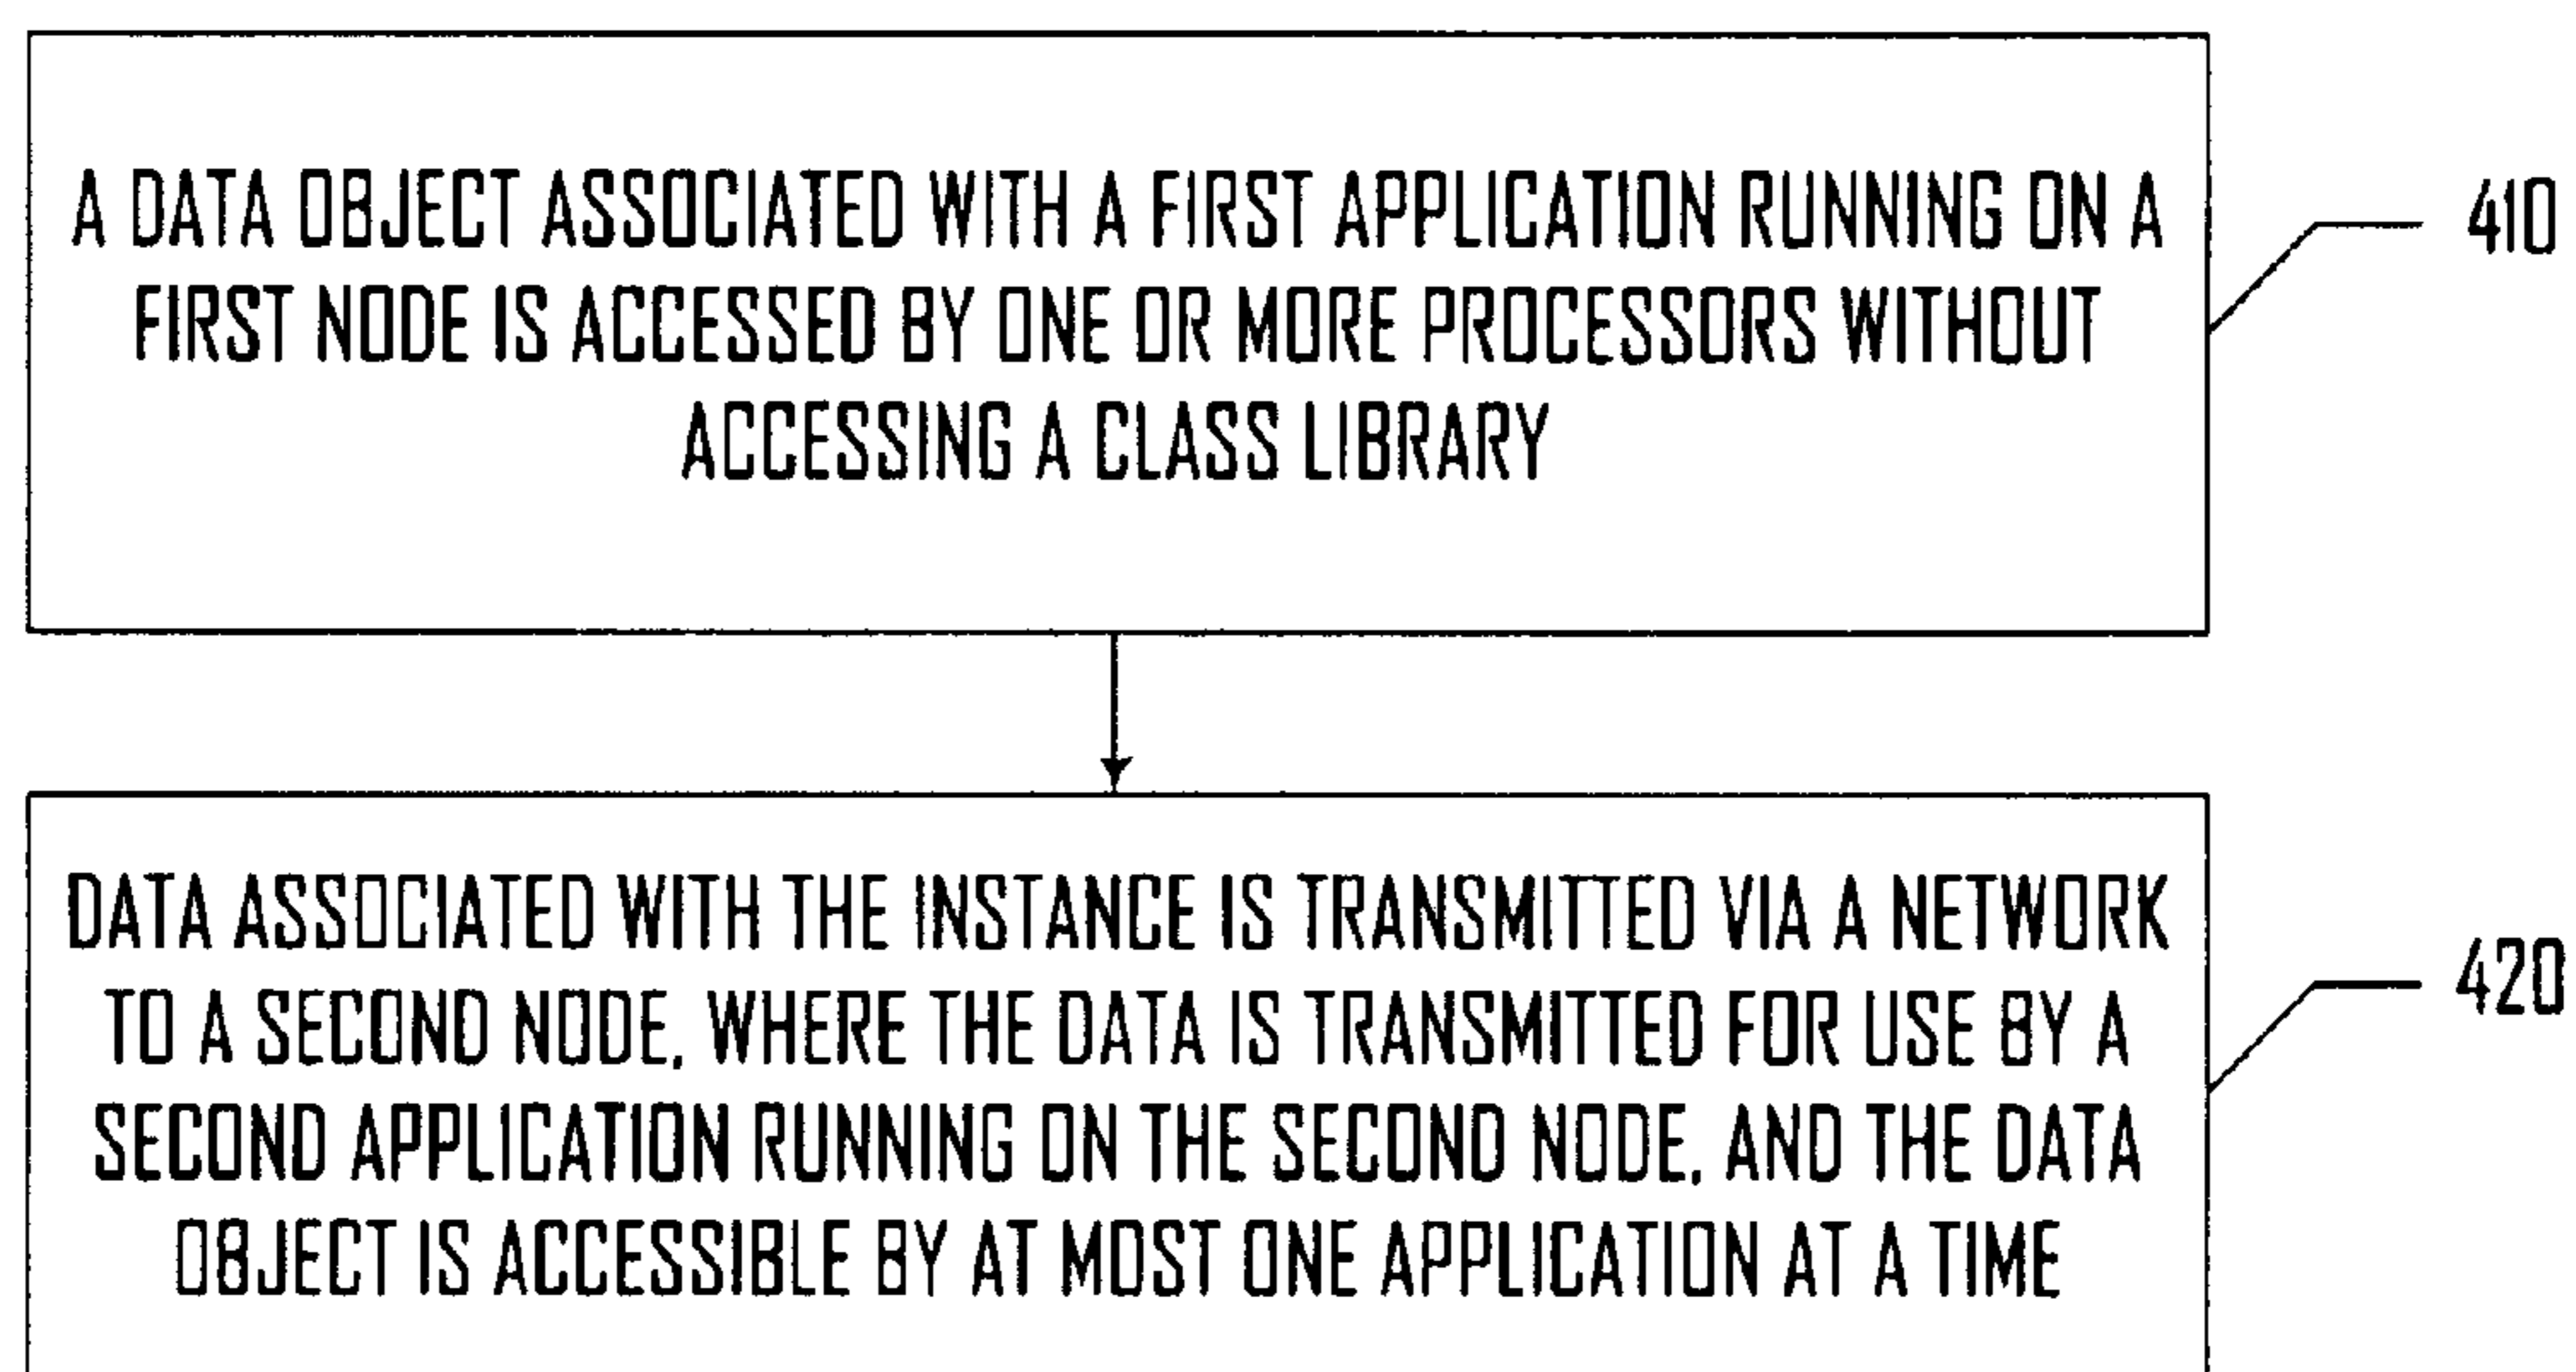 A DATA OBJECT ASSOCIATED WITH A FIRST APPLICATION RUNNING ON A
FIRST NODE IS ACCESSED BY ONE OR MORE PROCESSORS WITHOUT
ACCESSING A CLASS LIBRARY
410
DATA ASSOCIATED WITH THE INSTANCE IS TRANSMITTED VIA A NETWORK
TO A SECOND NODE, WHERE THE DATA IS TRANSMITTED FOR USE BY A
SECOND APPLICATION RUNNING ON THE SECOND NODE, AND THE DATA
OBJECT IS ACCESSIBLE BY AT MOST ONE APPLICATION AT A TIME
420